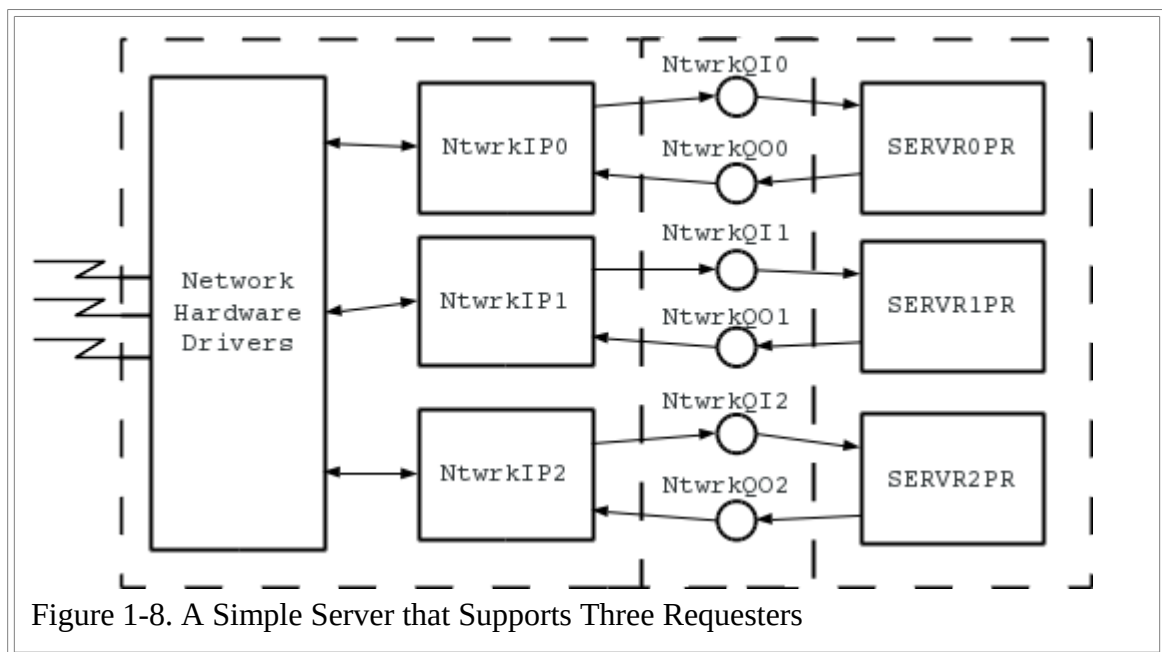 NtwrkQI0
NtwrkIP0
SERVR0PR
NtwrkQO0
NtwrkQI1
Network
Hardware
Drivers
NtwrkIP1
SERVR1PR
NtwrkQO1
NtwrkQI2
NtwrkIP2
SERVR2PR
NtwrkQO2
Figure 1-8. A Simple Server that Supports Three Requesters